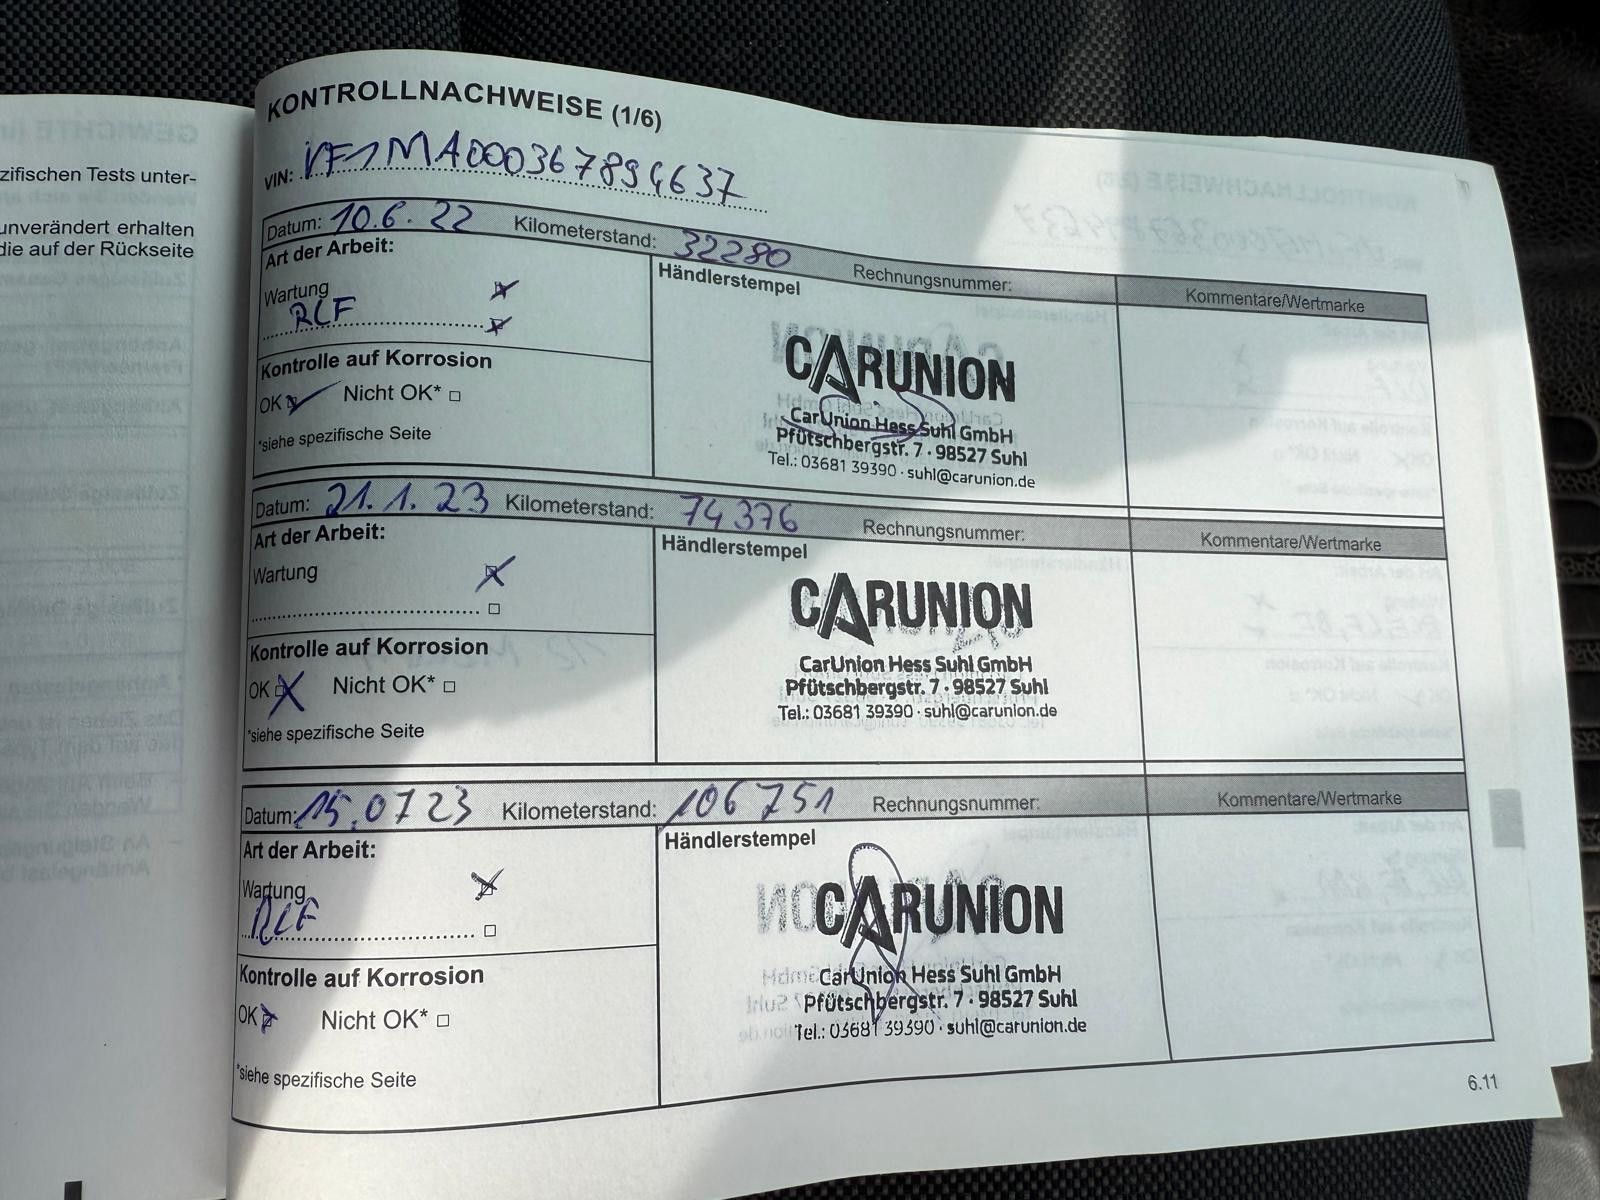 zifischen Tests unter-
unverändert erhalten
die auf der Rückseite
KONTROLLNACHWEISE (1/6)
VIN: VF1MA000367894637
Datum: 10.6.22 Kilometerstand: 32280 Rechnungsnummer:
Kommentare/Wertmarke
Art der Arbeit:
Wartung
RLF
Kontrolle auf Korrosion
OK Nicht OK*
*siehe spezifische Seite
Händlerstempel
CARUNION
CarUnion Hess Suhl GmbH
Pfütschbergstr. 7 · 98527 Suhl
Tel.: 03681 39390 · suhl@carunion.de
Datum: 21.1.23 Kilometerstand: 74376 Rechnungsnummer:
Kommentare/Wertmarke
Art der Arbeit:
Wartung
Kontrolle auf Korrosion
OK Nicht OK*
*siehe spezifische Seite
Händlerstempel
CARUNION
CarUnion Hess Suhl GmbH
Pfütschbergstr. 7 · 98527 Suhl
Tel.: 03681 39390 · suhl@carunion.de
Datum: 15.0723 Kilometerstand: 106751 Rechnungsnummer:
Kommentare/Wertmarke
Art der Arbeit:
Wartung
RLF
Kontrolle auf Korrosion
OK Nicht OK*
*siehe spezifische Seite
Händlerstempel
CARUNION
CarUnion Hess Suhl GmbH
Pfütschbergstr. 7 · 98527 Suhl
Tel.: 03681 39390 · suhl@carunion.de
6.11